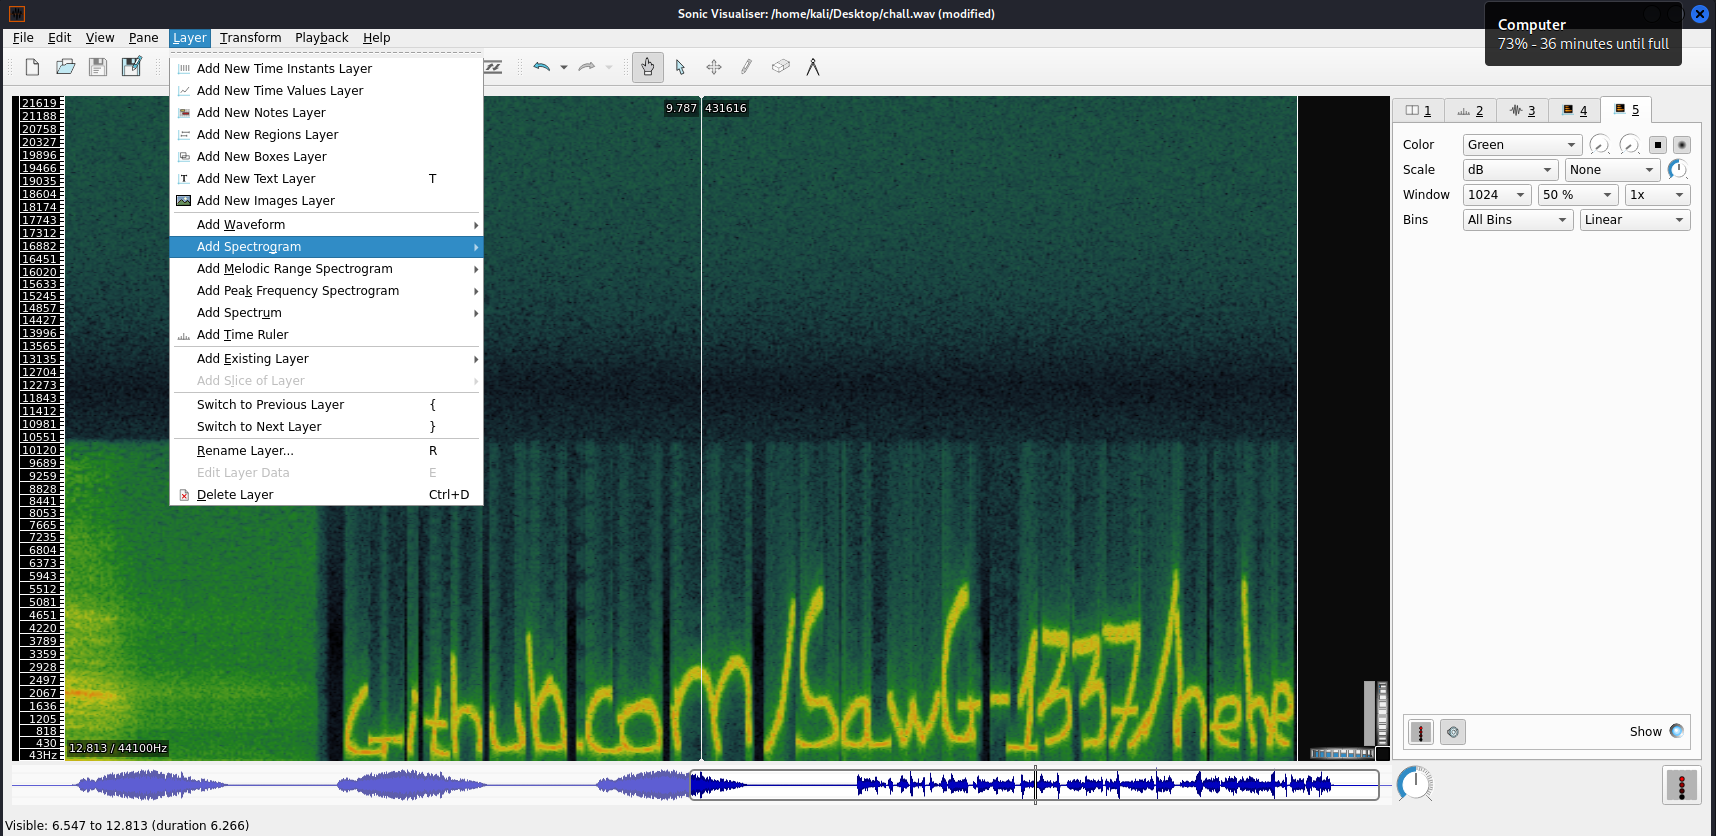 Sonic Visualiser: /home/kali/Desktop/chall.wav (modified)
Computer
73% - 36 minutes until full
File Edit View Pane Layer Transform Playback Help
Add New Time Instants Layer
Add New Time Values Layer
Add New Notes Layer
Add New Regions Layer
Add New Boxes Layer
Add New Text Layer T
Add New Images Layer
Add Waveform
Add Spectrogram
Add Melodic Range Spectrogram
Add Peak Frequency Spectrogram
Add Spectrum
Add Time Ruler
Add Existing Layer
Add Slice of Layer
Switch to Previous Layer {
Switch to Next Layer }
Rename Layer... R
Edit Layer Data E
Delete Layer Ctrl+D
21619
21188
20758
20327
19896
19466
19035
18604
18174
17743
17312
16882
16451
16020
15633
15245
14857
14427
13996
13565
13135
12704
12273
11843
11412
10981
10551
10120
9689
9259
8828
8441
8053
7665
7235
6804
6373
5943
5512
5081
4651
4220
3789
3359
2928
2497
2067
1636
1205
818
430
43Hz
9.787 431616
Github.com/SawG-1337/hehe
12.813 / 44100Hz
1 2 3 4 5
Color Green
Scale dB None
Window 1024 50 % 1x
Bins All Bins Linear
Show
Visible: 6.547 to 12.813 (duration 6.266)